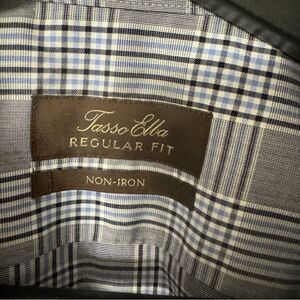 Tasso Elba
REGULAR FIT
NON-IRON